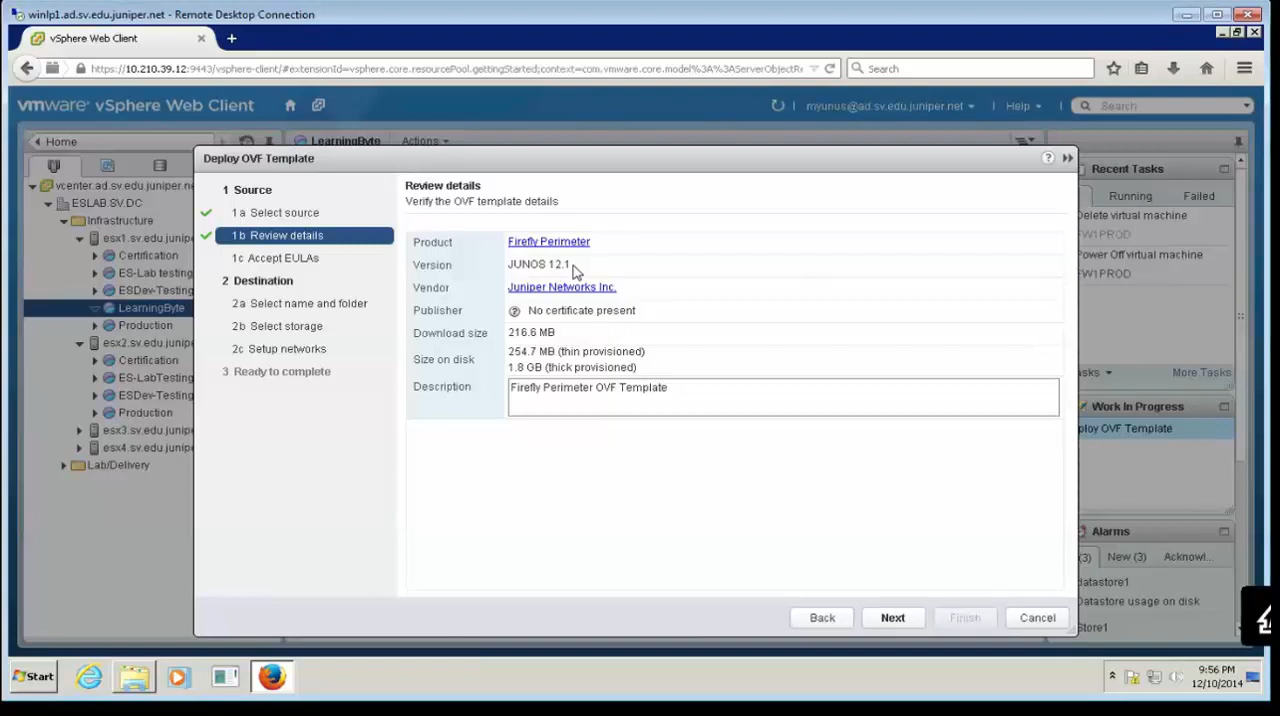 winlp1.ad.sv.edu.juniper.net - Remote Desktop Connection
vSphere Web Client
https://10.210.39.12:9443/vsphere-client/#extensionId=vsphere.core.resourcePool.gettingStarted;context=com.vmware.core.model%3A%3AServerObjectRe
Search
vmware® vSphere Web Client
myunus@ad.sv.edu.juniper.net
Help
Search
Home
LearningByte
Actions
Deploy OVF Template
vcenter.ad.sv.edu.juniper.ne
ESLAB.SV.DC
Infrastructure
esx1.sv.edu.junipe
Certification
ES-Lab testing
ESDev-Testing
LearningByte
Production
esx2.sv.edu.junipe
Certification
ES-LabTesting
ESDev-Testing
Production
esx3.sv.edu.junipe
esx4.sv.edu.junipe
Lab/Delivery
1 Source
1a Select source
1b Review details
1c Accept EULAs
2 Destination
2a Select name and folder
2b Select storage
2c Setup networks
3 Ready to complete
Review details
Verify the OVF template details
Product Firefly Perimeter
Version JUNOS 12.1
Vendor Juniper Networks Inc.
Publisher No certificate present
Download size 216.6 MB
Size on disk 254.7 MB (thin provisioned)
1.8 GB (thick provisioned)
Description Firefly Perimeter OVF Template
Back Next Finish Cancel
Recent Tasks
Running Failed
Delete virtual machine
FW1PROD
Power Off virtual machine
FW1PROD
asks More Tasks
Work In Progress
ploy OVF Template
Alarms
(3) New (3) Acknowl...
datastore1
Datastore usage on disk
Store1
Start
9:56 PM
12/10/2014